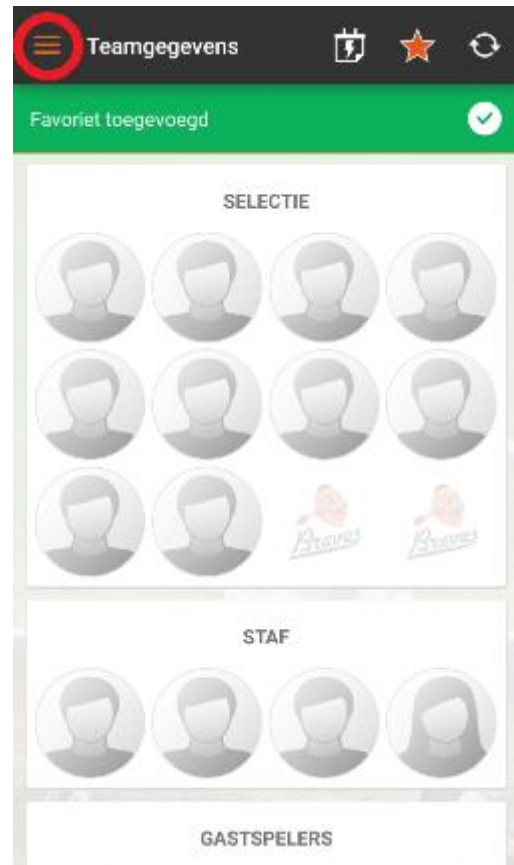 Teamgegevens
Favoriet toegevoegd
SELECTIE
Braves Braves
STAF
GASTSPELERS